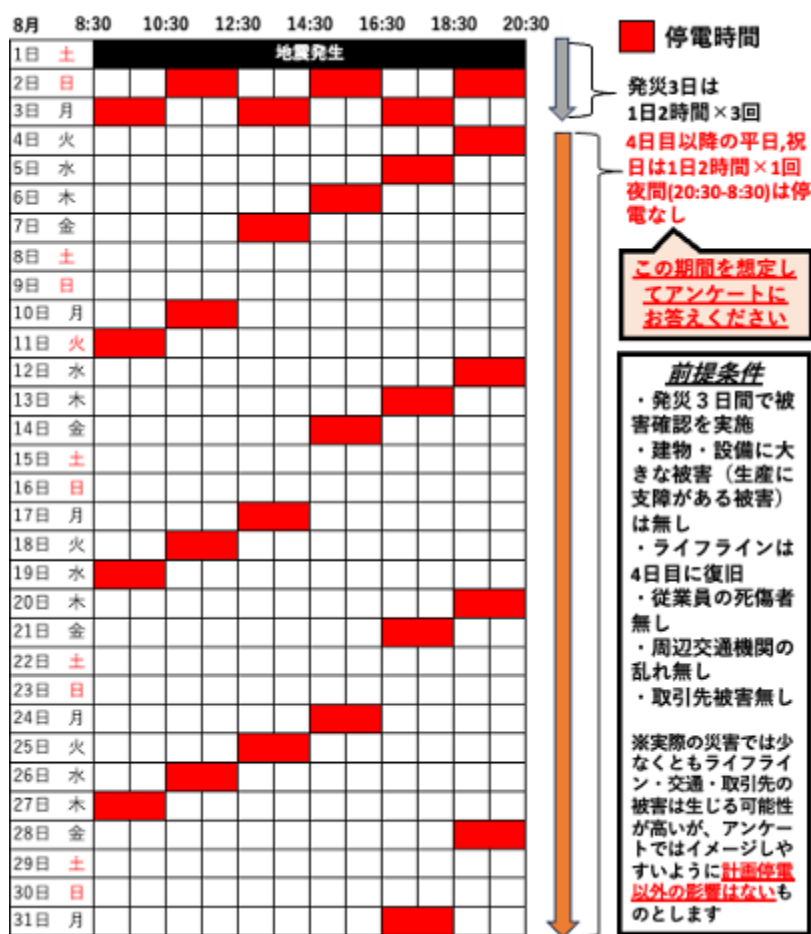 8月 8:30 10:30 12:30 14:30 16:30 18:30 20:30
1日 土 地震発生
2日 日
3日 月
4日 火
5日 水
6日 木
7日 金
8日 土
9日 日
10日 月
11日 火
12日 水
13日 木
14日 金
15日 土
16日 日
17日 月
18日 火
19日 水
20日 木
21日 金
22日 土
23日 日
24日 月
25日 火
26日 水
27日 木
28日 金
29日 土
30日 日
31日 月
停電時間
発災3日は
1日2時間×3回
4日目以降の平日,祝
日は1日2時間×1回
夜間(20:30-8:30)は停
電なし
この期間を想定し
てアンケートに
お答えください
前提条件
・発災３日間で被
害確認を実施
・建物・設備に大
きな被害（生産に
支障がある被害）
は無し
・ライフラインは
4日目に復旧
・従業員の死傷者
無し
・周辺交通機関の
乱れ無し
・取引先被害無し
※実際の災害では少
なくともライフライ
ン・交通・取引先の
被害は生じる可能性
が高いが、アンケー
トではイメージしや
すいように計画停電
以外の影響はないも
のとします